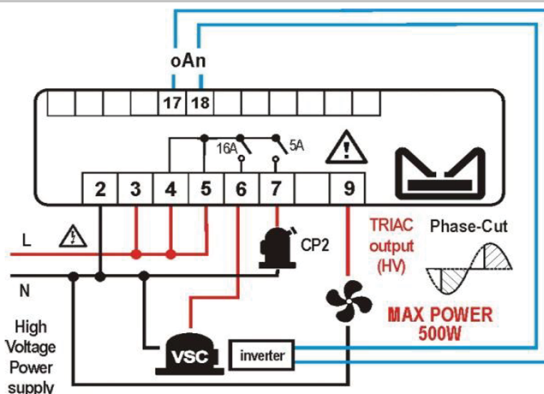 oAn
17 18
16A 5A
2 3 4 5 6 7 9
L
CP2
TRIAC
output
(HV)
Phase-Cut
N
MAX POWER
500W
High
Voltage
Power
supply
VSC
inverter